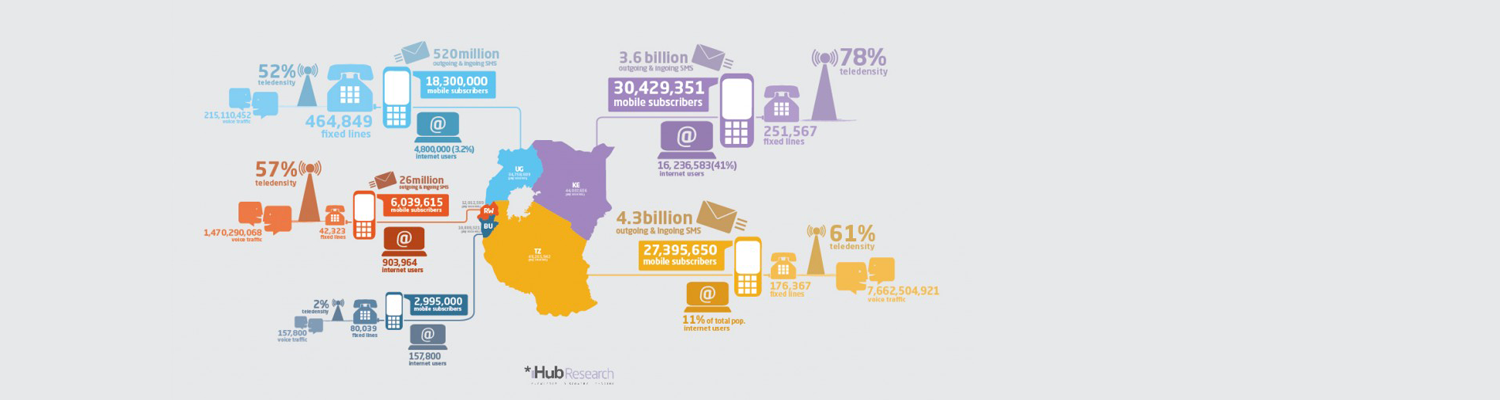 520million
outgoing & ingoing SMS
52%
teledensity
18,300,000
mobile subscribers
215,110,452
voice traffic
464,849
fixed lines
@
4,800,000 (3.2%)
internet users
3.6 billion
outgoing & ingoing SMS
78%
teledensity
30,429,351
mobile subscribers
251,567
fixed lines
@
16, 236,583(41%)
internet users
57%
teledensity
26million
outgoing & ingoing SMS
6,039,615
mobile subscribers
1,470,290,068
voice traffic
42,323
fixed lines
@
903,964
internet users
UG
KE
RW
BU
TZ
4.3billion
outgoing & ingoing SMS
61%
teledensity
27,395,650
mobile subscribers
176,367
fixed lines
7,662,504,921
voice traffic
@
11% of total pop.
internet users
2%
teledensity
2,995,000
mobile subscribers
157,800
voice traffic
80,039
fixed lines
@
157,800
internet users
*iHub Research